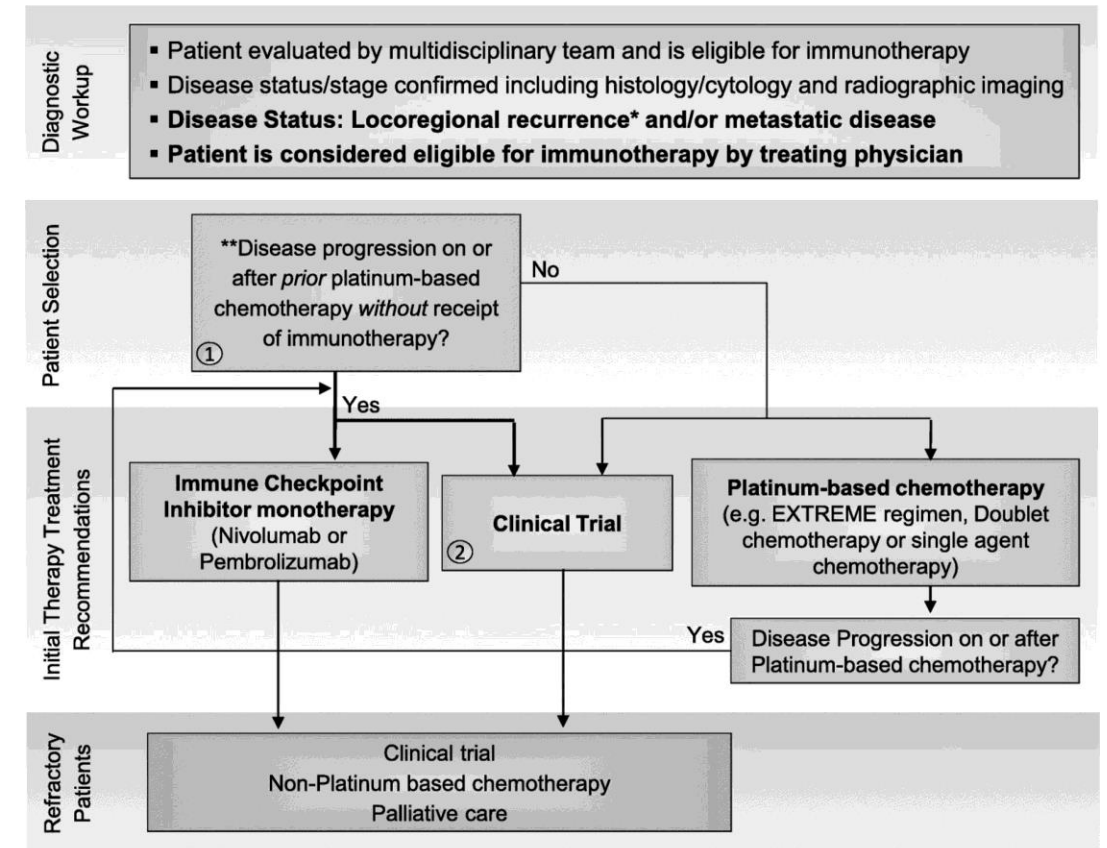 Diagnostic
Workup
▪ Patient evaluated by multidisciplinary team and is eligible for immunotherapy
▪ Disease status/stage confirmed including histology/cytology and radiographic imaging
▪ Disease Status: Locoregional recurrence* and/or metastatic disease
▪ Patient is considered eligible for immunotherapy by treating physician
Patient Selection
**Disease progression on or
after prior platinum-based
chemotherapy without receipt
of immunotherapy?
①
No
Yes
Initial Therapy Treatment
Recommendations
Immune Checkpoint
Inhibitor monotherapy
(Nivolumab or
Pembrolizumab)
Clinical Trial
②
Platinum-based chemotherapy
(e.g. EXTREME regimen, Doublet
chemotherapy or single agent
chemotherapy)
Yes
Disease Progression on or after
Platinum-based chemotherapy?
Refractory
Patients
Clinical trial
Non-Platinum based chemotherapy
Palliative care